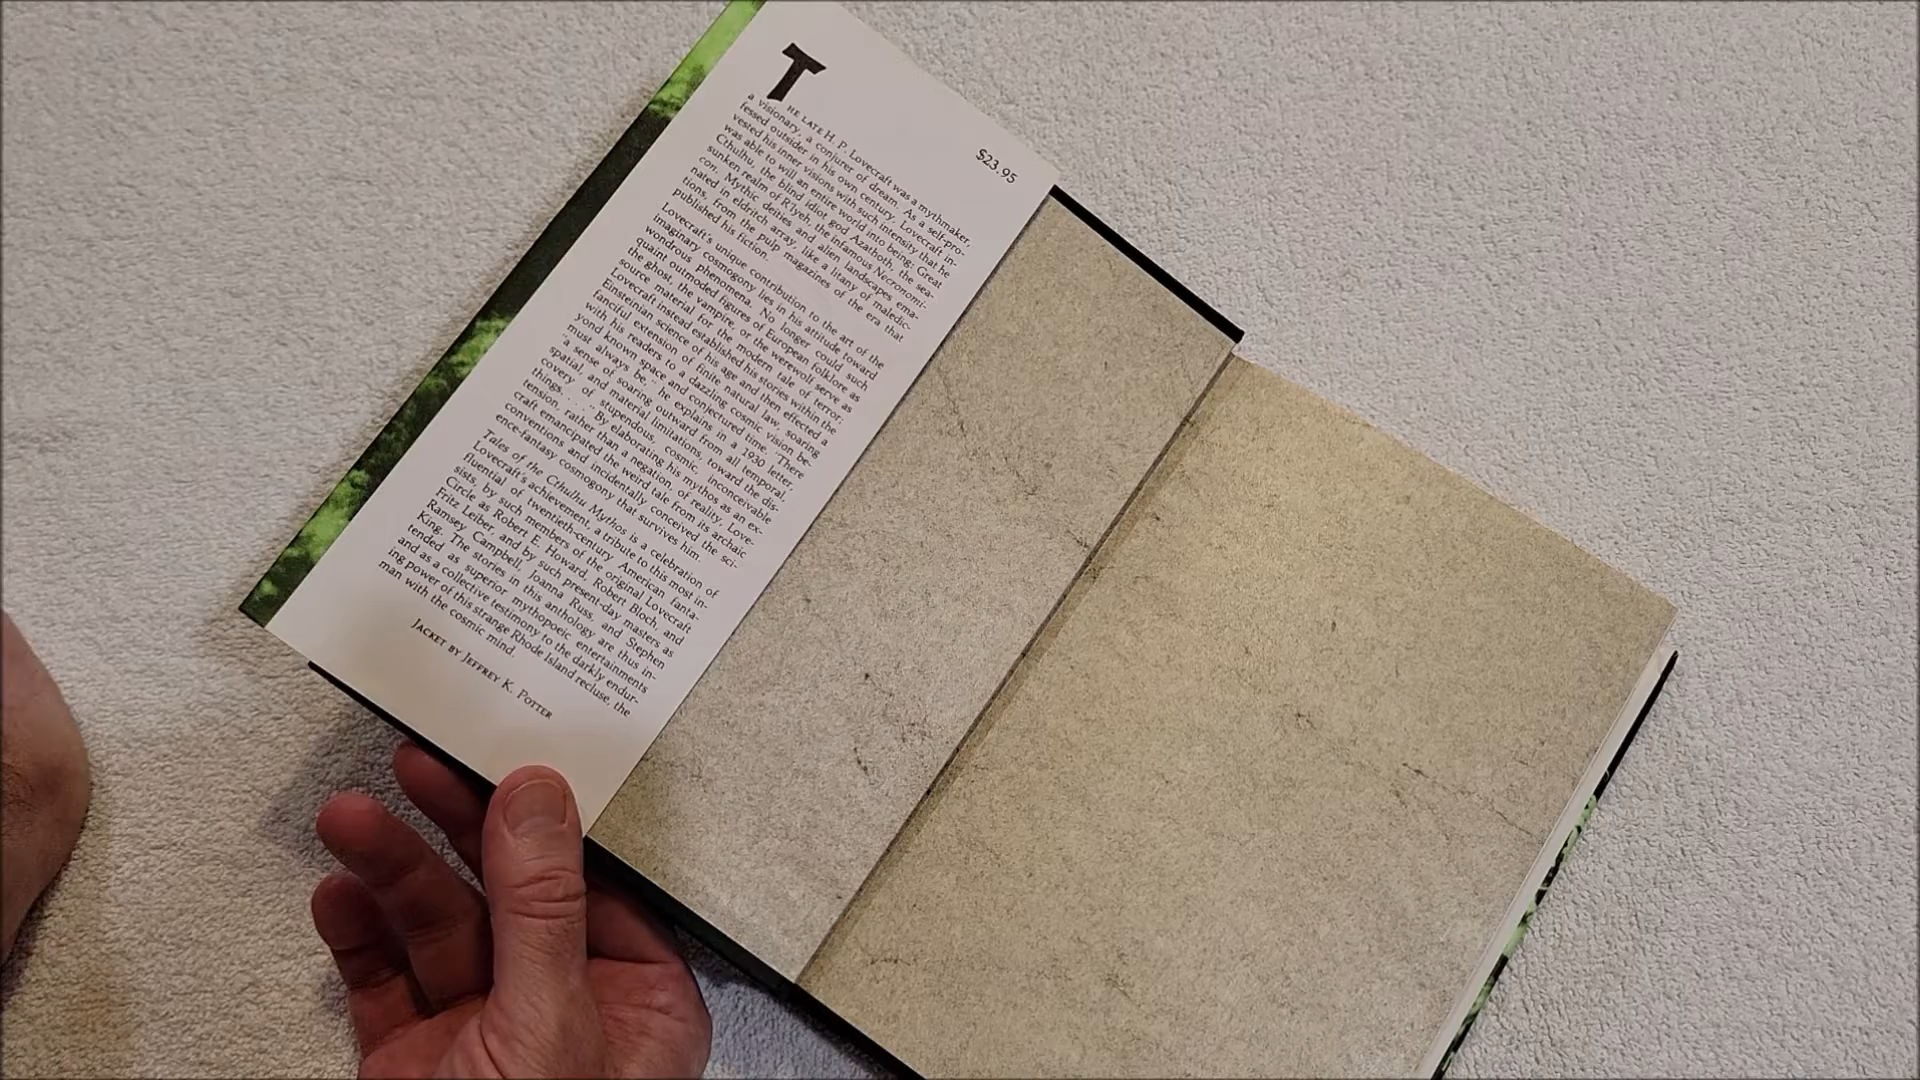 THE LATE H. P. Lovecraft was a mythmaker,
a visionary, a conjurer of dream. As a self-pro-
fessed outsider in his own century, Lovecraft in-
vested his inner visions with such intensity that he
was able to will an entire world into being: Great
Cthulhu, the blind idiot god Azathoth, the sea-
sunken realm of R'lyeh, the infamous Necronomi-
con. Mythic deities and alien landscapes ema-
nated in eldritch array, like a litany of maledic-
tions, from the pulp magazines of the era that
published his fiction.
Lovecraft's unique contribution to the art of the
imaginary cosmogony lies in his attitude toward
wondrous phenomena. No longer could such
quaint outmoded figures of European folklore as
the ghost, the vampire, or the werewolf serve as
source material for the modern tale of terror;
Lovecraft instead established his stories within the
Einsteinian science of his age and then effected a
fanciful extension of finite natural law, soaring
with his readers to a dazzling cosmic vision be-
yond known space and conjectured time. "There
must always be," he explains in a 1930 letter,
"a sense of soaring outward from all temporal,
spatial, and material limitations, toward the dis-
covery of stupendous, cosmic, inconceivable
things. . . ." By elaborating his mythos as an ex-
tension, rather than a negation, of reality, Love-
craft emancipated the weird tale from its archaic
conventions and incidentally conceived the sci-
ence-fantasy cosmogony that survives him.
Tales of the Cthulhu Mythos is a celebration of
Lovecraft's achievement, a tribute to this most in-
fluential of twentieth-century American fanta-
sists, by such members of the original Lovecraft
Circle as Robert E. Howard, Robert Bloch, and
Fritz Leiber, and by such present-day masters as
Ramsey Campbell, Joanna Russ, and Stephen
King. The stories in this anthology are thus in-
tended as superior mythopoeic entertainments
and as a collective testimony to the darkly endur-
ing power of this strange Rhode Island recluse, the
man with the cosmic mind.
JACKET BY JEFFREY K. POTTER
$23.95